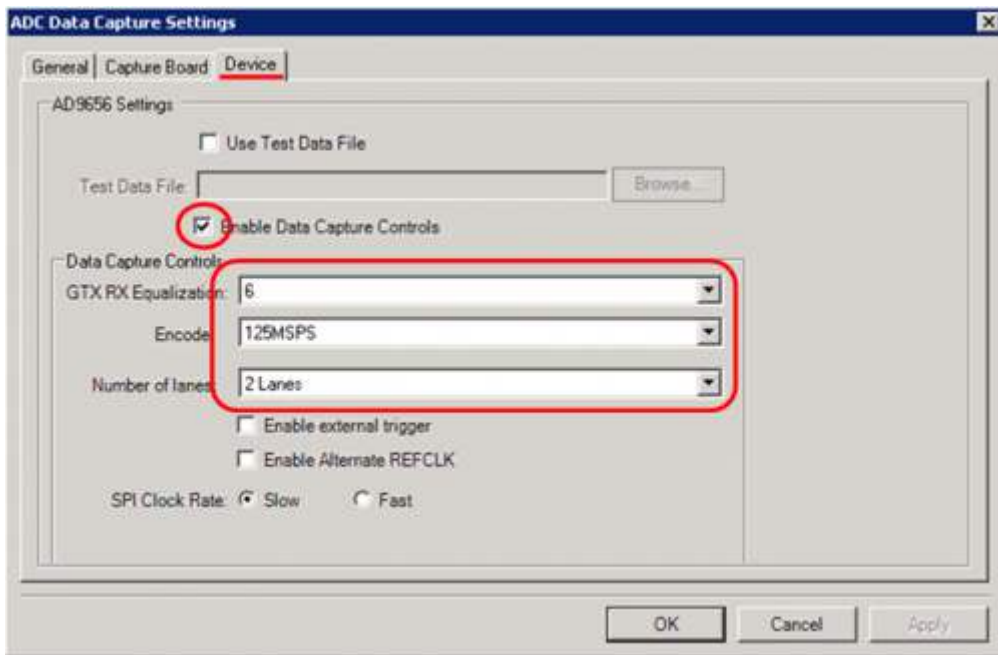 ADC Data Capture Settings
General Capture Board Device
AD9656 Settings
Use Test Data File
Test Data File: Browse...
Enable Data Capture Controls
Data Capture Controls
GTX RX Equalization: 6
Encode: 125MSPS
Number of lanes: 2 Lanes
Enable external trigger
Enable Alternate REFCLK
SPI Clock Rate: Slow Fast
OK Cancel Apply